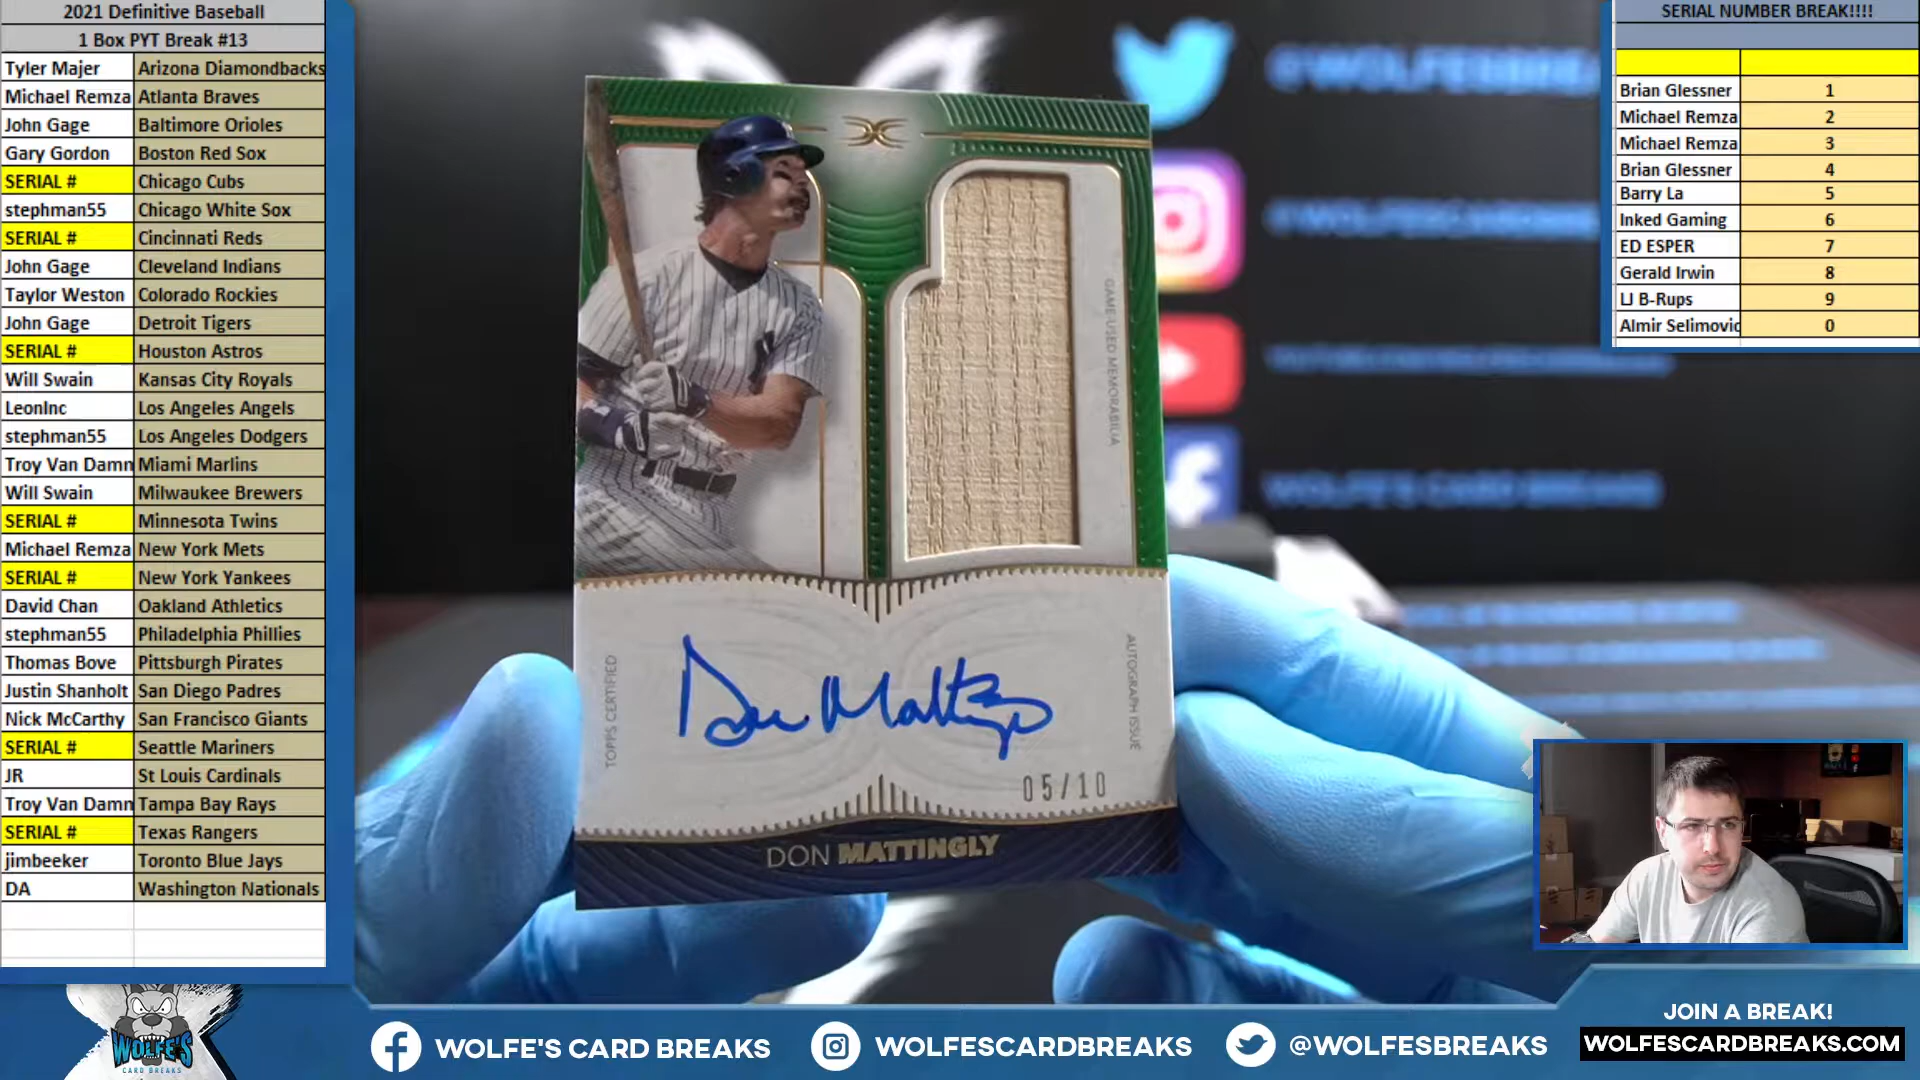 2021 Definitive Baseball
1 Box PYT Break #13
Tyler Majer Arizona Diamondbacks
Michael Remza Atlanta Braves
John Gage Baltimore Orioles
Gary Gordon Boston Red Sox
SERIAL # Chicago Cubs
stephman55 Chicago White Sox
SERIAL # Cincinnati Reds
John Gage Cleveland Indians
Taylor Weston Colorado Rockies
John Gage Detroit Tigers
SERIAL # Houston Astros
Will Swain Kansas City Royals
LeonInc Los Angeles Angels
stephman55 Los Angeles Dodgers
Troy Van Damn Miami Marlins
Will Swain Milwaukee Brewers
SERIAL # Minnesota Twins
Michael Remza New York Mets
SERIAL # New York Yankees
David Chan Oakland Athletics
stephman55 Philadelphia Phillies
Thomas Bove Pittsburgh Pirates
Justin Shanholt San Diego Padres
Nick McCarthy San Francisco Giants
SERIAL # Seattle Mariners
JR St Louis Cardinals
Troy Van Damn Tampa Bay Rays
SERIAL # Texas Rangers
jimbeeker Toronto Blue Jays
DA Washington Nationals
GAME-USED MEMORABILIA
TOPPS CERTIFIED
AUTOGRAPH ISSUE
Don Mattingly
05/10
DON MATTINGLY
WOLFE'S CARD BREAKS
SERIAL NUMBER BREAK!!!!
Brian Glessner 1
Michael Remza 2
Michael Remza 3
Brian Glessner 4
Barry La 5
Inked Gaming 6
ED ESPER 7
Gerald Irwin 8
LJ B-Rups 9
Almir Selimovic 0
WOLFE'S
CARD BREAKS
WOLFE'S CARD BREAKS
WOLFESCARDBREAKS
@WOLFESBREAKS
JOIN A BREAK!
WOLFESCARDBREAKS.COM